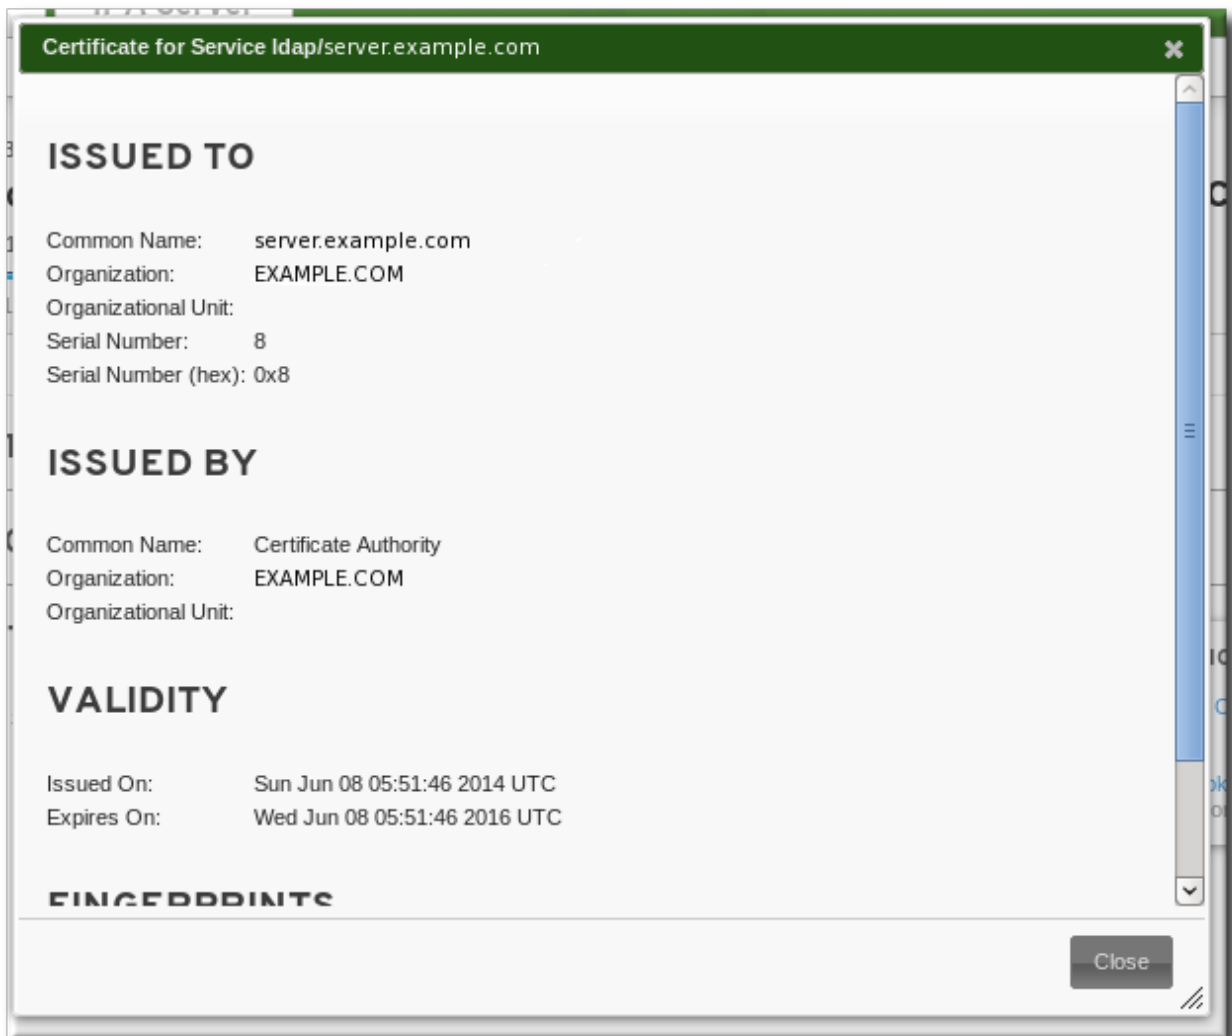 Certificate for Service ldap/server.example.com
ISSUED TO
Common Name: server.example.com
Organization: EXAMPLE.COM
Organizational Unit:
Serial Number: 8
Serial Number (hex): 0x8
ISSUED BY
Common Name: Certificate Authority
Organization: EXAMPLE.COM
Organizational Unit:
VALIDITY
Issued On: Sun Jun 08 05:51:46 2014 UTC
Expires On: Wed Jun 08 05:51:46 2016 UTC
FINGERPRINTS
Close